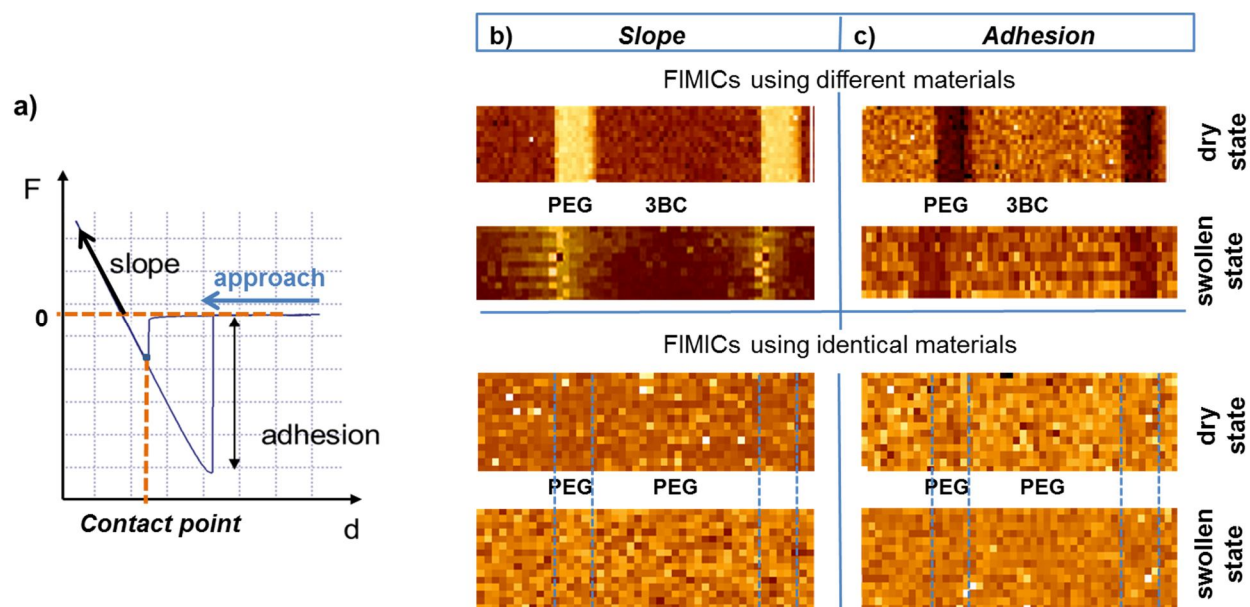 a)
F
slope
approach
0
adhesion
Contact point
d
b) Slope
c) Adhesion
FIMICs using different materials
dry
state
PEG 3BC
PEG 3BC
swollen
state
FIMICs using identical materials
dry
state
PEG PEG
PEG PEG
swollen
state